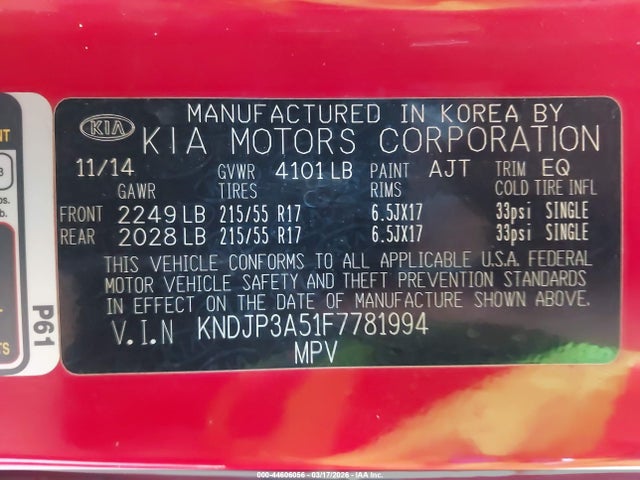 MANUFACTURED IN KOREA BY
KIA KIA MOTORS CORPORATION
11/14 GVWR 4101 LB PAINT AJT TRIM EQ
GAWR TIRES RIMS COLD TIRE INFL
FRONT 2249 LB 215/55 R17 6.5JX17 33psi SINGLE
REAR 2028 LB 215/55 R17 6.5JX17 33psi SINGLE
THIS VEHICLE CONFORMS TO ALL APPLICABLE U.S.A. FEDERAL
MOTOR VEHICLE SAFETY AND THEFT PREVENTION STANDARDS
IN EFFECT ON THE DATE OF MANUFACTURE SHOWN ABOVE.
V.I.N KNDJP3A51F7781994
MPV
P61
000-44606056 - 03/17/2026 - IAA Inc.